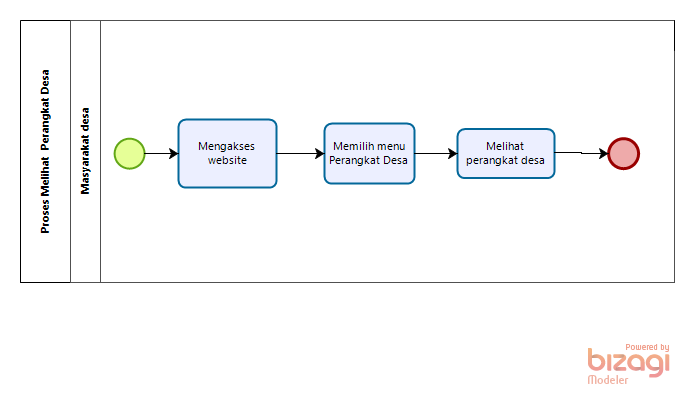 Proses Melihat Perangkat Desa
Masyarakat desa
Mengakses
website
Memilih menu
Perangkat Desa
Melihat
perangkat desa
Powered by
bizagi
Modeler